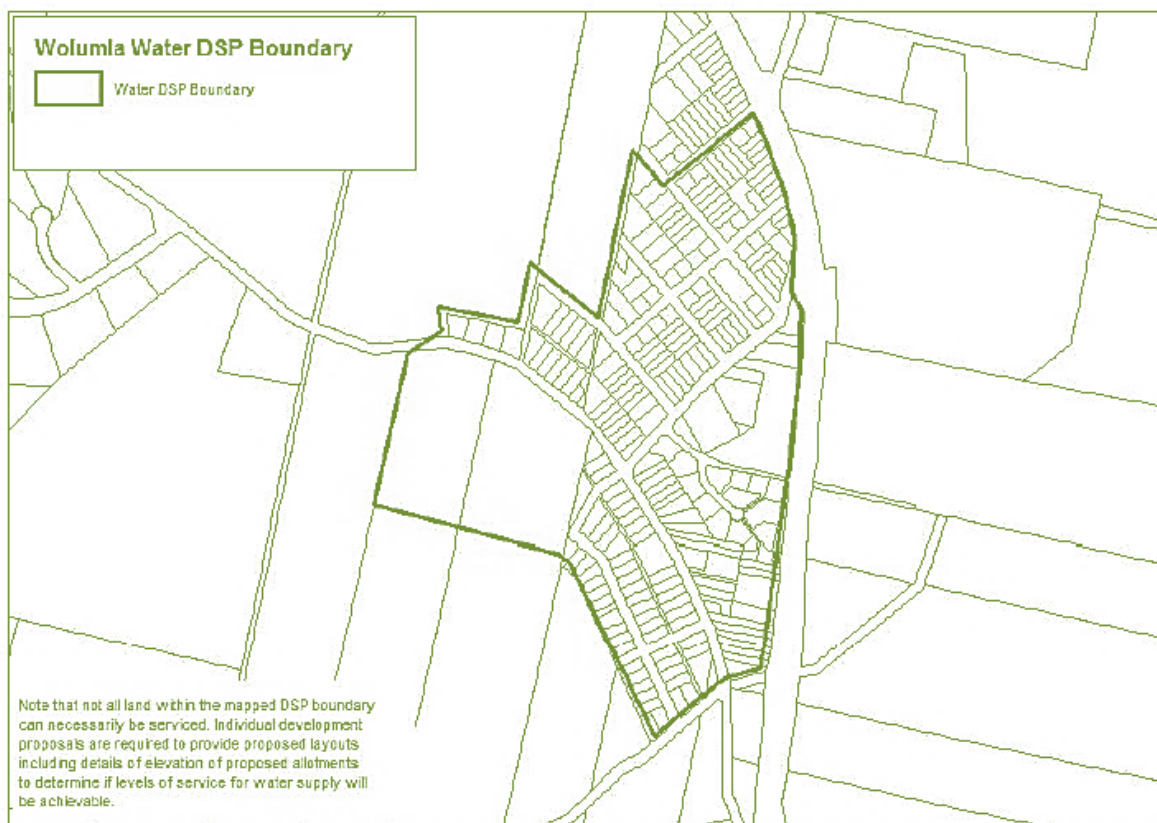 Wolumla Water DSP Boundary
Water DSP Boundary
Note that not all land within the mapped DSP boundary
can necessarily be serviced. Individual development
proposals are required to provide proposed layouts
including details of elevation of proposed allotments
to determine if levels of service for water supply will
be achievable.